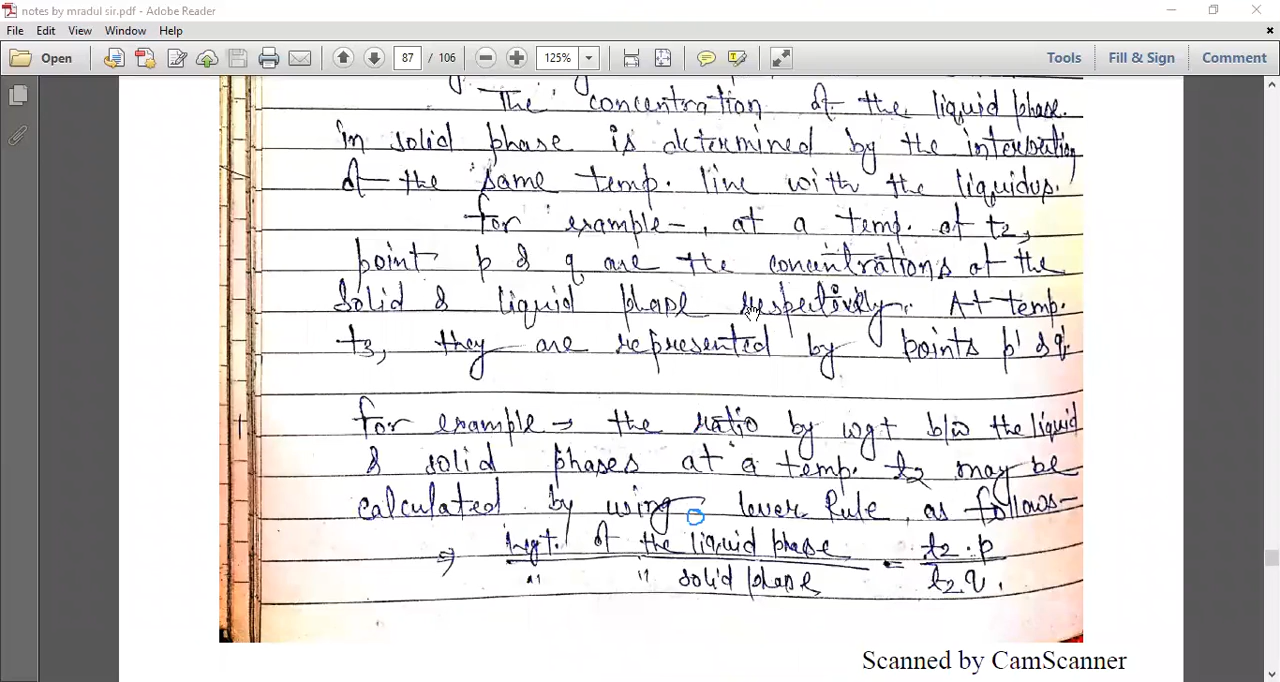 notes by mradul sir.pdf - Adobe Reader
File Edit View Window Help
Open 87 / 106 125% Tools Fill & Sign Comment
The concentration of the liquid phase.
in solid phase is determined by the
of the same temp. line with the liquidus.
for example-, at a temp. of t2,
point p & q are the concentrations of the
solid & liquid phase respectively. At temp.
t3, they are represented by points p' & q
for example → the ratio by wgt b/w the liquid
& solid phases at a temp. t2 may be
calculated by using lever Rule, as follows-
⇒ wgt. of the liquid phase = t2.p
" " solid phase t2.q.
Scanned by CamScanner